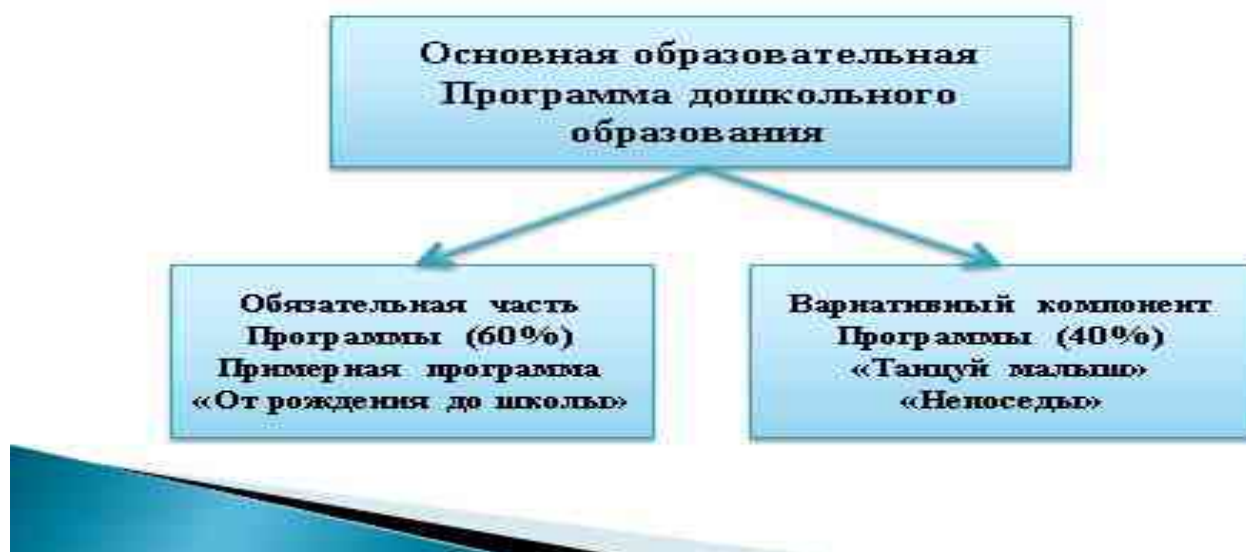 Основная образовательная
Программа дошкольного
образования
Обязательная часть
Программы (60%)
Примерная программа
«От рождения до школы»
Вариативный компонент
Программы (40%)
«Танцуй малыш»
«Непоседы»